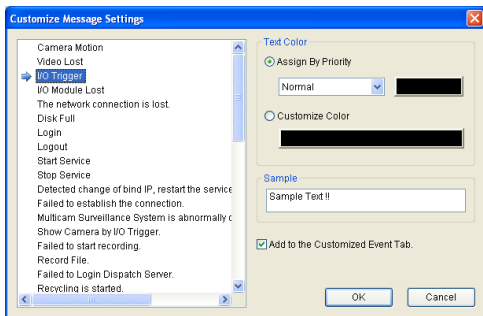 Customize Message Settings
Camera Motion
Video Lost
I/O Trigger
I/O Module Lost
The network connection is lost.
Disk Full
Login
Logout
Start Service
Stop Service
Detected change of bind IP, restart the service
Failed to establish the connection.
Multicam Surveillance System is abnormally
Show Camera by I/O Trigger.
Failed to start recording.
Record File.
Failed to Login Dispatch Server.
Recycling is started.
Text Color
Assign By Priority
Normal
Customize Color
Sample
Sample Text !!
Add to the Customized Event Tab.
OK
Cancel